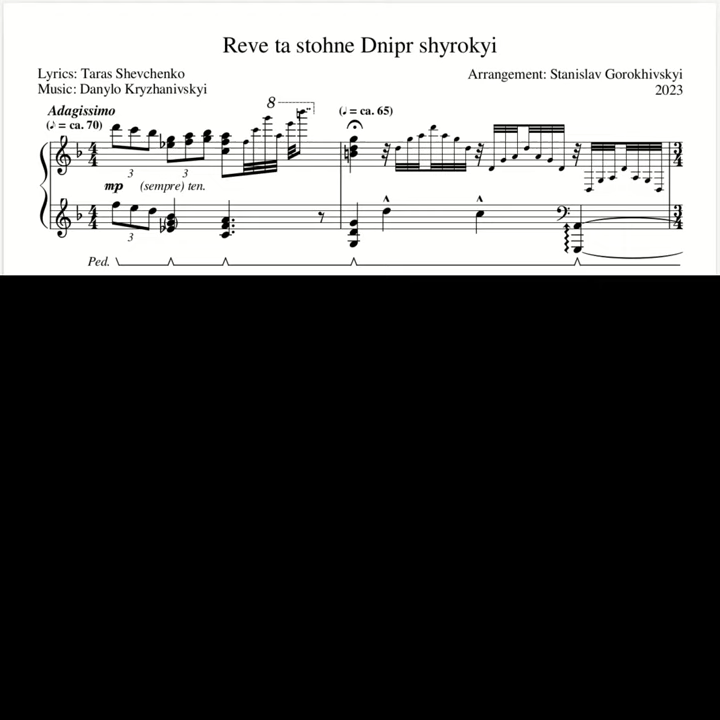 Reve ta stohne Dnipr shyrokyi
Lyrics: Taras Shevchenko
Music: Danylo Kryzhanivskyi
Arrangement: Stanislav Gorokhivskyi
2023
Adagissimo
(♩ = ca. 70)
8
(♩ = ca. 65)
3
3
mp (sempre) ten.
3
Ped.